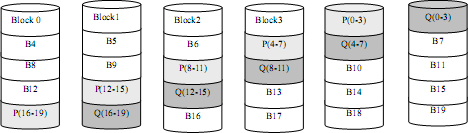 Block 0
B4
B8
B12
P(16-19)
Block1
B5
B9
P(12-15)
Q(16-19)
Block2
B6
P(8-11)
Q(12-15)
B16
Block3
P(4-7)
Q(8-11)
B13
B17
P(0-3)
Q(4-7)
B10
B14
B18
Q(0-3)
B7
B11
B15
B19